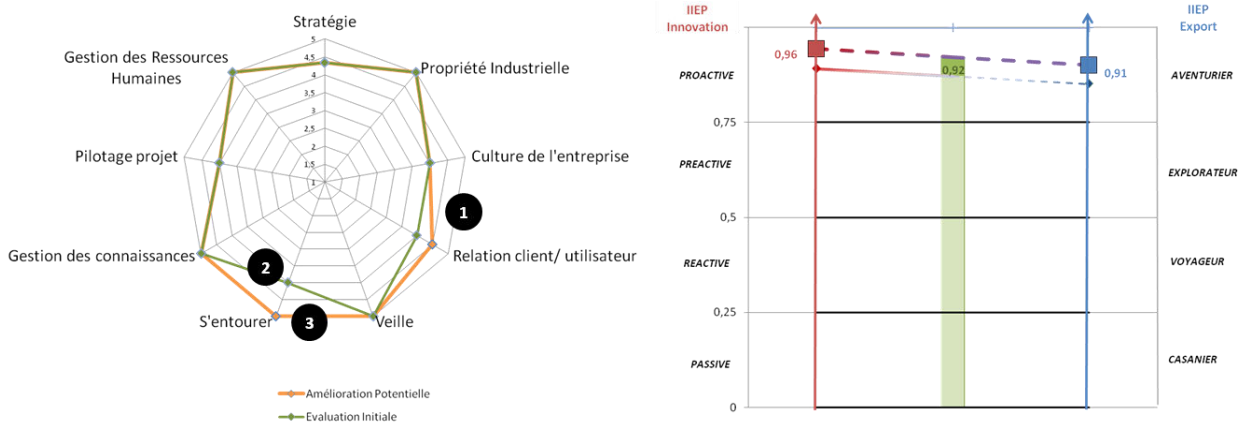 Stratégie
Gestion des Ressources
Humaines
Propriété Industrielle
5
4,5
4
3,5
3
2,5
2
1,5
1
Pilotage projet
Culture de l'entreprise
1
Relation client/ utilisateur
Gestion des connaissances
2
S'entourer
3
Veille
Amélioration Potentielle
Evaluation Initiale
IIEP
Innovation
IIEP
Export
0,96
0,92
0,91
PROACTIVE
AVENTURIER
0,75
PREACTIVE
EXPLORATEUR
0,5
REACTIVE
VOYAGEUR
0,25
PASSIVE
CASANIER
0